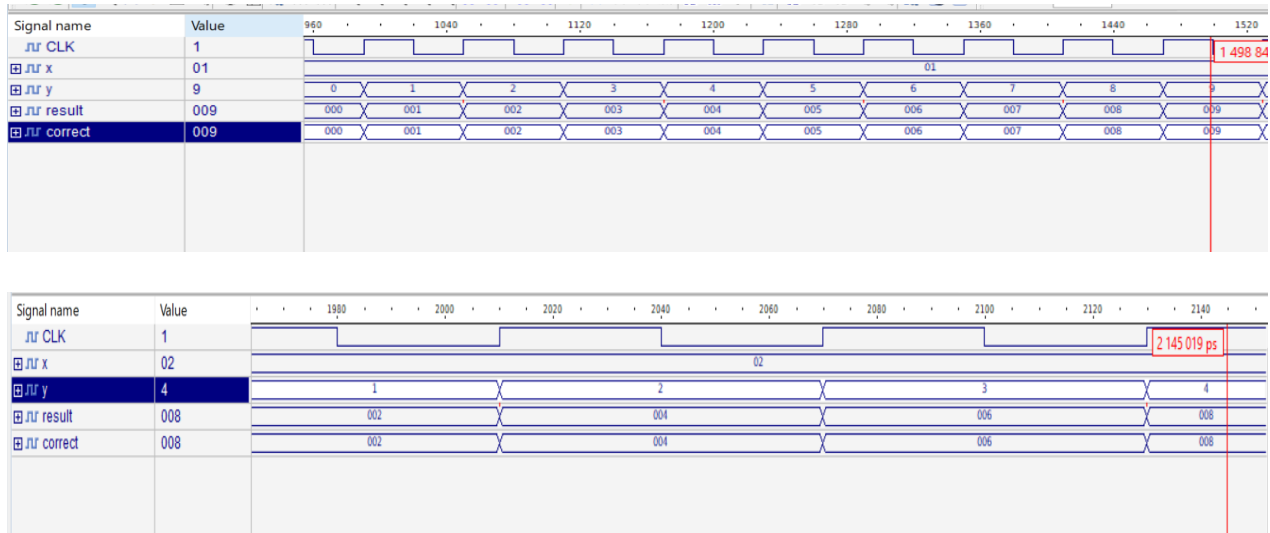 Signal name Value 960 1040 1120 1200 1280 1360 1440 1520
CLK 1 1 498 84
x 01 01
y 9 0 1 2 3 4 5 6 7 8 9
result 009 000 001 002 003 004 005 006 007 008 009
correct 009 000 001 002 003 004 005 006 007 008 009
Signal name Value 1980 2000 2020 2040 2060 2080 2100 2120 2140
CLK 1 2 145 019 ps
x 02 02
y 4 1 2 3 4
result 008 002 004 006 008
correct 008 002 004 006 008